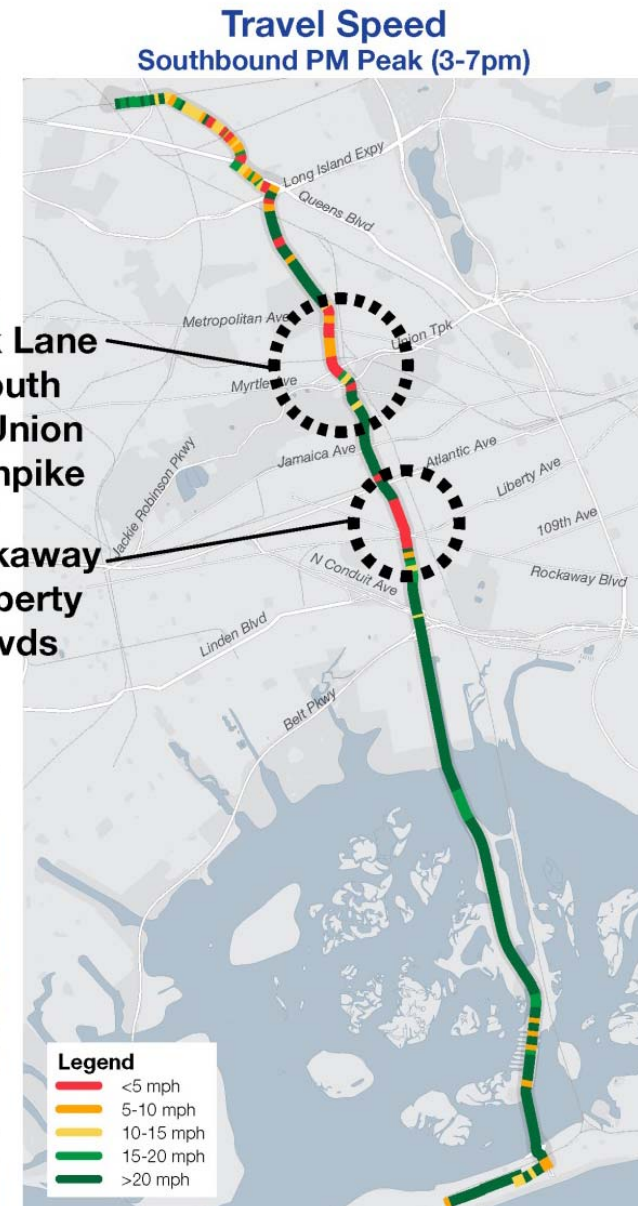 Travel Speed
Southbound PM Peak (3-7pm)
Long Island Expy
Queens Blvd
Metropolitan Ave
Union Tpk
Lane
Myrtle Ave
Union
Jamaica Ave
Atlantic Ave
Liberty Ave
Jackie Robinson Pkwy
109th Ave
N Conduit Ave
Rockaway Blvd
Linden Blvd
Belt Pkwy
Legend
<5 mph
5-10 mph
10-15 mph
15-20 mph
>20 mph